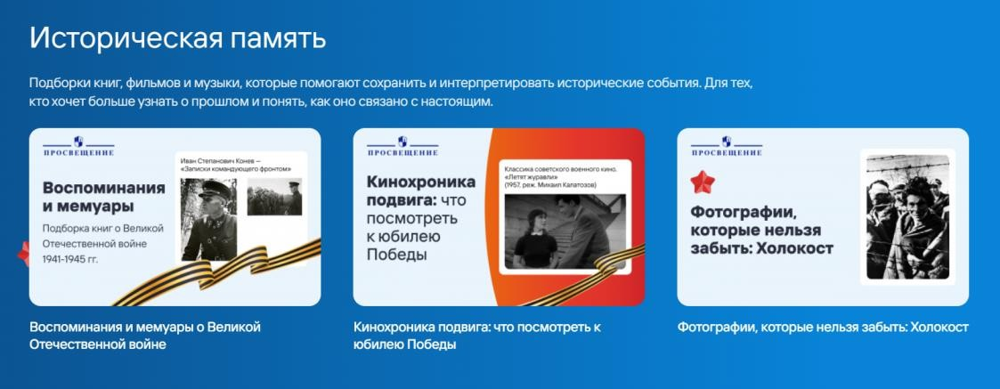 Историческая память
Подборки книг, фильмов и музыки, которые помогают сохранить и интерпретировать исторические события. Для тех,
кто хочет больше узнать о прошлом и понять, как оно связано с настоящим.
ПРОСВЕЩЕНИЕ
Воспоминания
и мемуары
Подборка книг о Великой
Отечественной войне
1941-1945 гг.
Иван Степанович Конев —
«Записки командующего фронтом»
Воспоминания и мемуары о Великой
Отечественной войне
ПРОСВЕЩЕНИЕ
Кинохроника
подвига: что
посмотреть
к юбилею
Победы
Классика советского военного кино.
«Летят журавли»
(1957, реж. Михаил Калатозов)
Кинохроника подвига: что посмотреть к
юбилею Победы
ПРОСВЕЩЕНИЕ
Фотографии,
которые нельзя
забыть: Холокост
Фотографии, которые нельзя забыть: Холокост